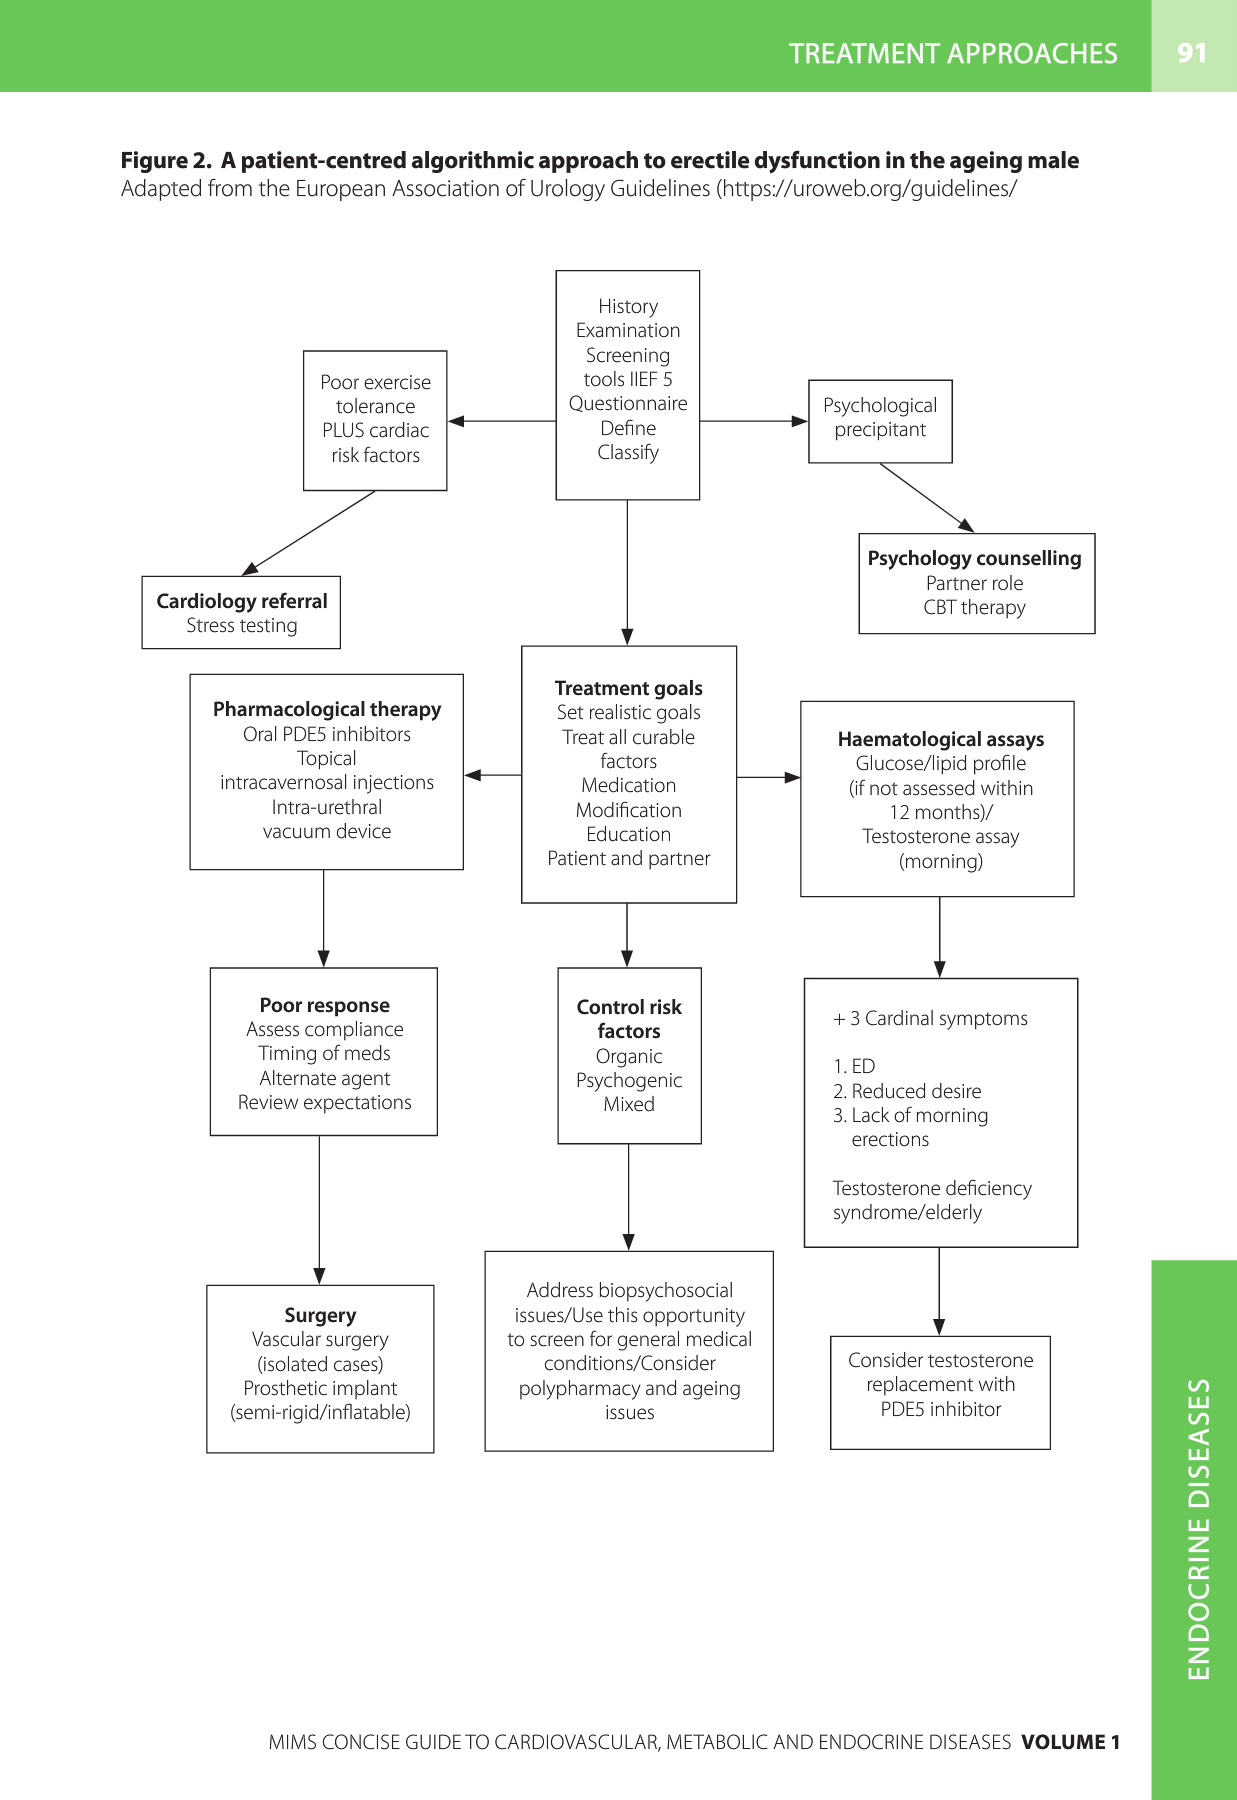 TREATMENT APPROACHES
91
Figure 2.  A patient-centred algorithmic approach to erectile dysfunction in the ageing male
Adapted from the European Association of Urology Guidelines (https://uroweb.org/guidelines/
History
Examination
Screening
tools IIEF 5
Questionnaire
Define
Classify
Poor exercise
tolerance
PLUS cardiac
risk factors
Psychological
precipitant
Cardiology referral
Stress testing
Psychology counselling
Partner role
CBT therapy
Pharmacological therapy
Oral PDE5 inhibitors
Topical
intracavernosal injections
Intra-urethral
vacuum device
Treatment goals
Set realistic goals
Treat all curable
factors
Medication
Modification
Education
Patient and partner
Haematological assays
Glucose/lipid profile
(if not assessed within
12 months)/
Testosterone assay
(morning)
Poor response
Assess compliance
Timing of meds
Alternate agent
Review expectations
Control risk
factors
Organic
Psychogenic
Mixed
+ 3 Cardinal symptoms
1. ED
2. Reduced desire
3. Lack of morning
erections
Testosterone deficiency
syndrome/elderly
Surgery
Vascular surgery
(isolated cases)
Prosthetic implant
(semi-rigid/inflatable)
Address biopsychosocial
issues/Use this opportunity
to screen for general medical
conditions/Consider
polypharmacy and ageing
issues
Consider testosterone
replacement with
PDE5 inhibitor
ENDOCRINE DISEASES
MIMS CONCISE GUIDE TO CARDIOVASCULAR, METABOLIC AND ENDOCRINE DISEASES  VOLUME 1